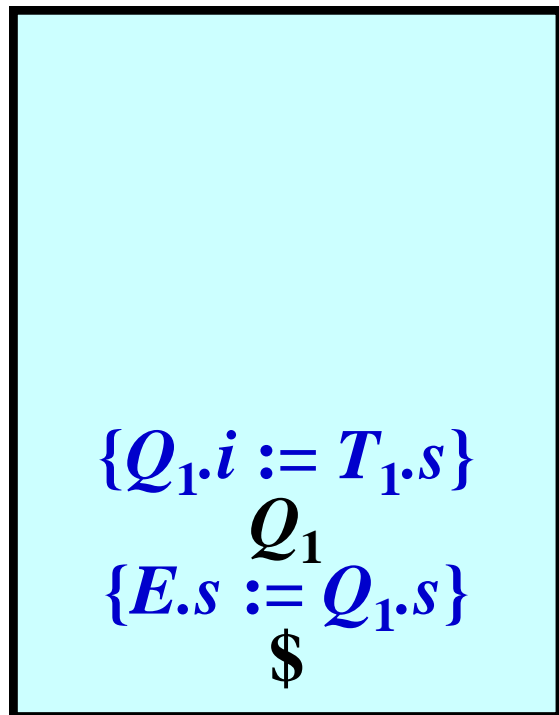 {Q₁.i := T₁.s}
Q₁
{E.s := Q₁.s}
$